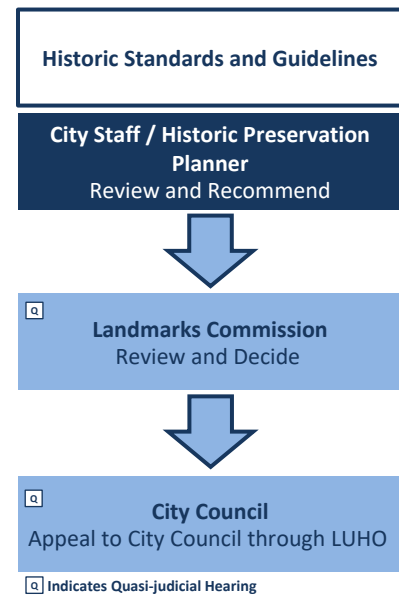 Historic Standards and Guidelines
City Staff / Historic Preservation
Planner
Review and Recommend
Q
Landmarks Commission
Review and Decide
Q
City Council
Appeal to City Council through LUHO
Q Indicates Quasi-judicial Hearing